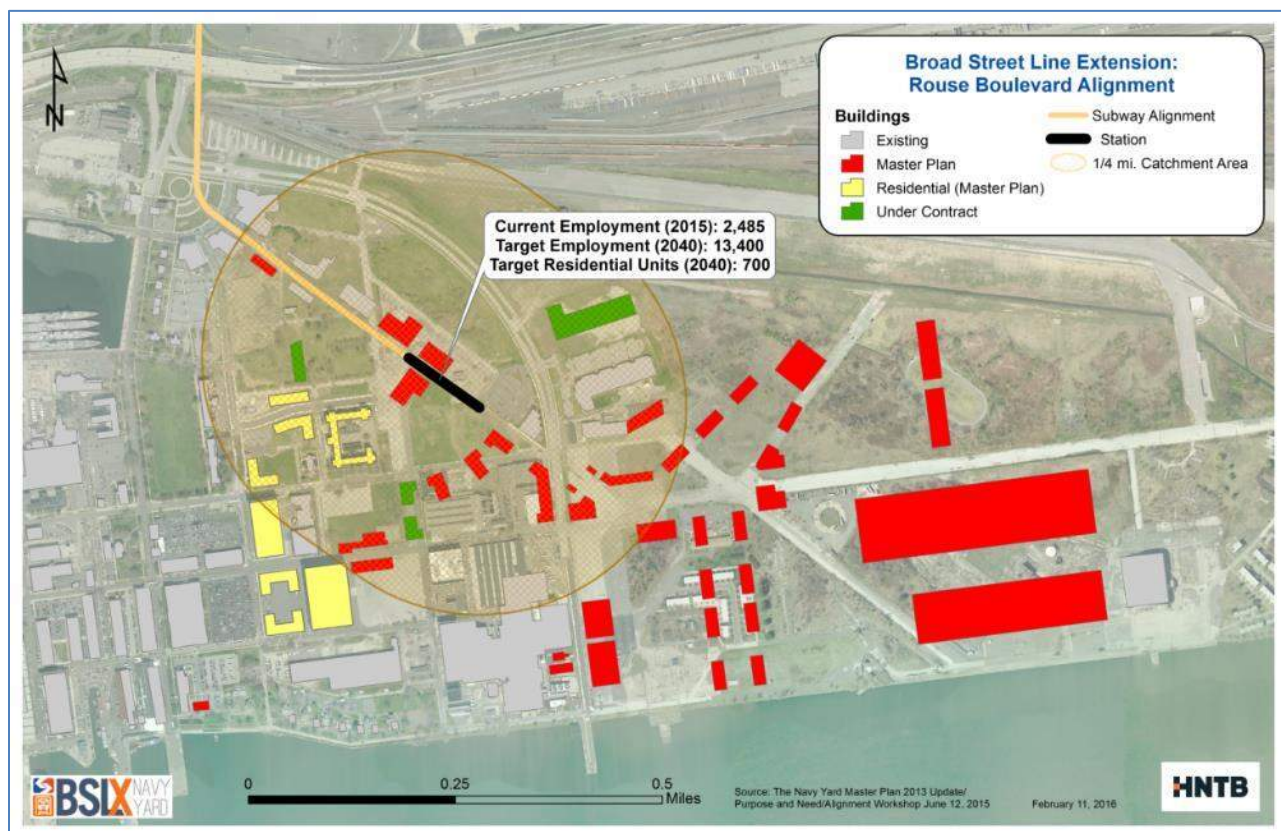 N
Broad Street Line Extension:
Rouse Boulevard Alignment
Buildings
Existing
Master Plan
Residential (Master Plan)
Under Contract
Subway Alignment
Station
1/4 mi. Catchment Area
Current Employment (2015): 2,485
Target Employment (2040): 13,400
Target Residential Units (2040): 700
BSLX NAVY
YARD
0 0.25 0.5
Miles
Source: The Navy Yard Master Plan 2013 Update/
Purpose and Need/Alignment Workshop June 12, 2015
February 11, 2016
HNTB